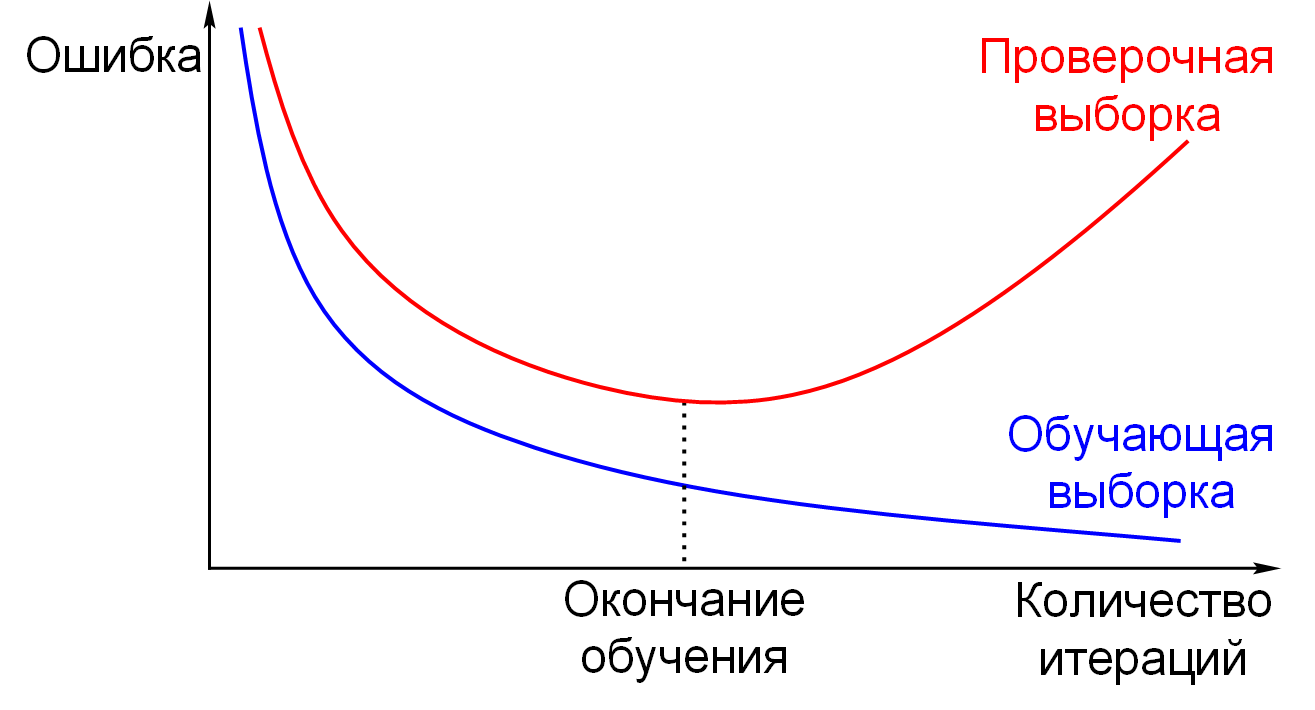 Ошибка
Проверочная
выборка
Обучающая
выборка
Окончание
обучения
Количество
итераций